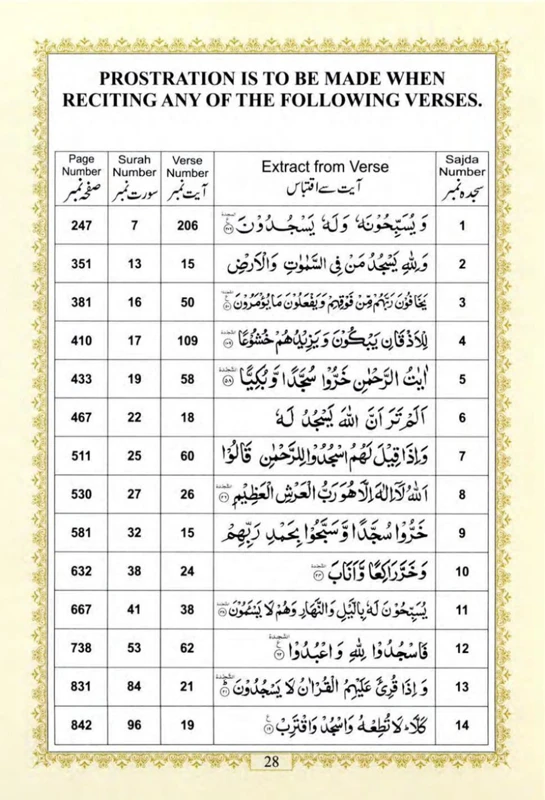 PROSTRATION IS TO BE MADE WHEN
RECITING ANY OF THE FOLLOWING VERSES.
Page Number صفحہ نمبر | Surah Number سورت نمبر | Verse Number آیت نمبر | Extract from Verse آیت سے اقتباس | Sajda Number سجدہ نمبر
247 | 7 | 206 | وَيُسَبِّحُوْنَهٗ وَلَهٗ يَسْجُدُوْنَ | 1
351 | 13 | 15 | وَلِلّٰهِ يَسْجُدُ مَنْ فِى السَّمٰوٰتِ وَالْاَرْضِ | 2
381 | 16 | 50 | يَخَافُوْنَ رَبَّهُمْ مِّنْ فَوْقِهِمْ وَيَفْعَلُوْنَ مَا يُؤْمَرُوْنَ | 3
410 | 17 | 109 | لِلْاَذْقَانِ يَبْكُوْنَ وَيَزِيْدُهُمْ خُشُوْعًا | 4
433 | 19 | 58 | اٰيٰتُ الرَّحْمٰنِ خَرُّوْا سُجَّدًا وَّبُكِيًّا | 5
467 | 22 | 18 | اَلَمْ تَرَ اَنَّ اللّٰهَ يَسْجُدُ لَهٗ | 6
511 | 25 | 60 | وَاِذَا قِيْلَ لَهُمُ اسْجُدُوْا لِلرَّحْمٰنِ قَالُوْا | 7
530 | 27 | 26 | اَللّٰهُ لَاۤ اِلٰهَ اِلَّا هُوَ رَبُّ الْعَرْشِ الْعَظِيْمِ | 8
581 | 32 | 15 | خَرُّوْا سُجَّدًا وَّسَبَّحُوْا بِحَمْدِ رَبِّهِمْ | 9
632 | 38 | 24 | وَخَرَّ رَاكِعًا وَّاَنَابَ | 10
667 | 41 | 38 | يُسَبِّحُوْنَ لَهٗ بِالَّيْلِ وَالنَّهَارِ وَهُمْ لَا يَسْئَمُوْنَ | 11
738 | 53 | 62 | فَاسْجُدُوْا لِلّٰهِ وَاعْبُدُوْا | 12
831 | 84 | 21 | وَاِذَا قُرِئَ عَلَيْهِمُ الْقُرْاٰنُ لَا يَسْجُدُوْنَ | 13
842 | 96 | 19 | كَلَّا لَا تُطِعْهُ وَاسْجُدْ وَاقْتَرِبْ | 14
28